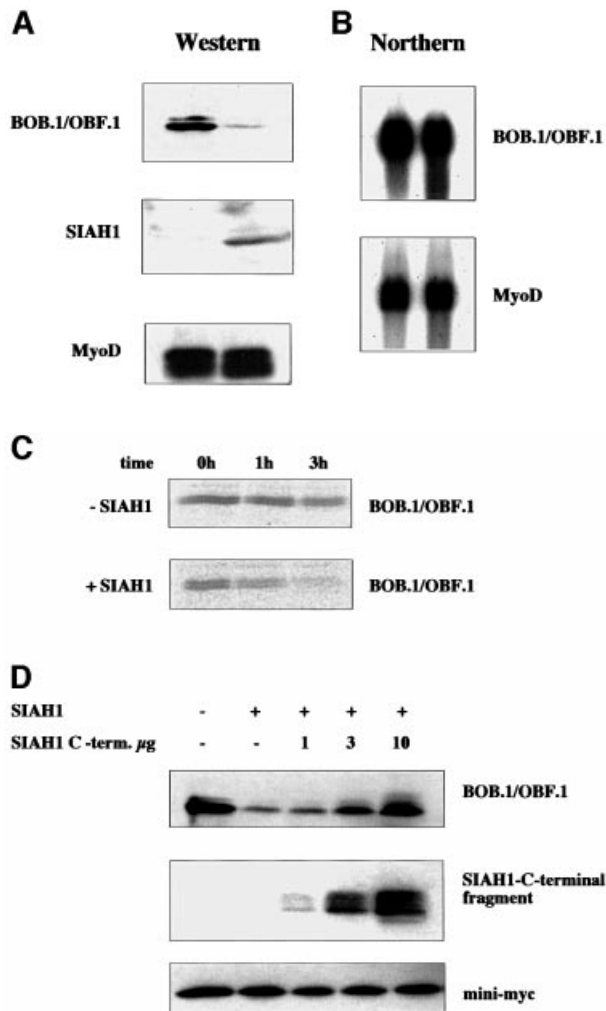 A
Western
BOB.1/OBF.1
SIAH1
MyoD
B
Northern
BOB.1/OBF.1
MyoD
C
time 0h 1h 3h
- SIAH1 BOB.1/OBF.1
+ SIAH1 BOB.1/OBF.1
D
SIAH1 - + + + +
SIAH1 C -term. µg - - 1 3 10
BOB.1/OBF.1
SIAH1-C-terminal
fragment
mini-myc